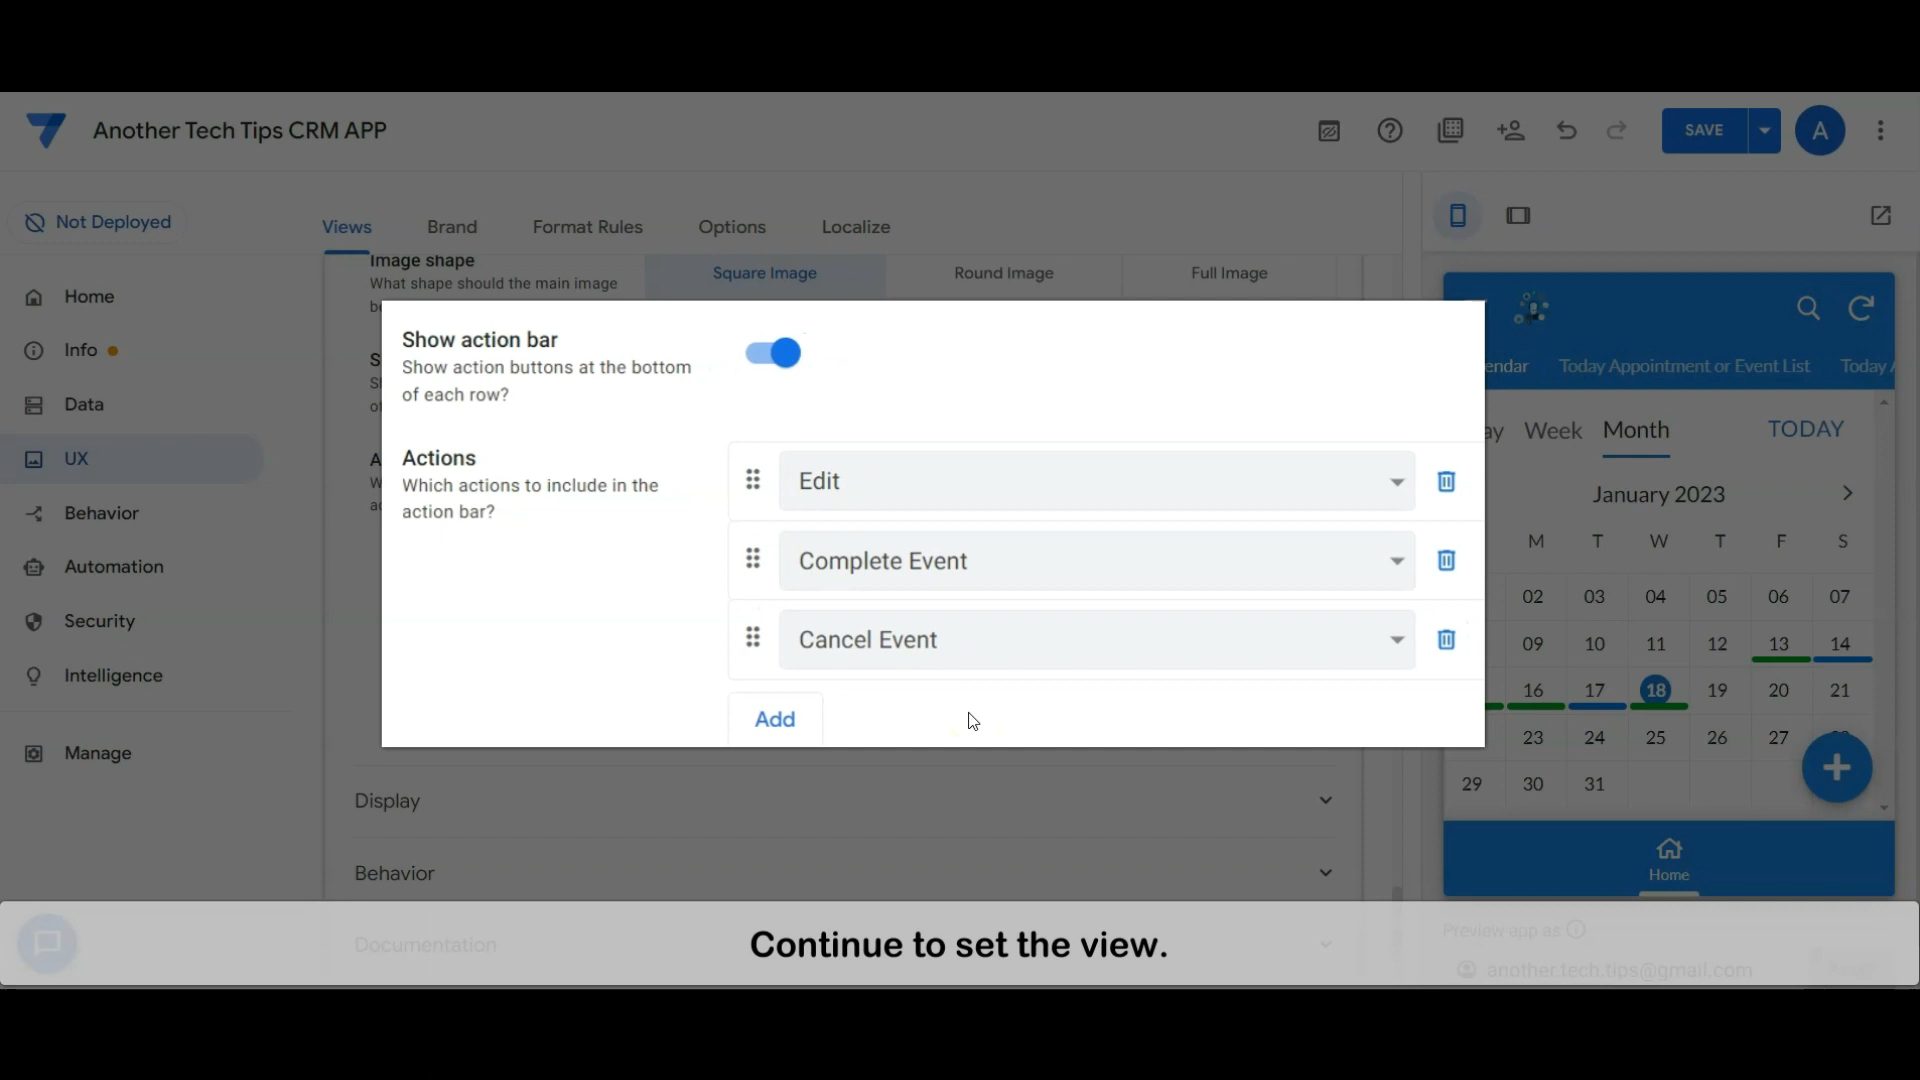 Another Tech Tips CRM APP
SAVE
A
Not Deployed
Views
Brand
Format Rules
Options
Localize
Home
Info
Data
UX
Behavior
Automation
Security
Intelligence
Manage
Image shape
What shape should the main image
be
Square Image
Round Image
Full Image
Show action bar
Show action buttons at the bottom
of each row?
Actions
Which actions to include in the
action bar?
Edit
Complete Event
Cancel Event
Add
Display
Behavior
Documentation
Continue to set the view.
endar
Today Appointment or Event List
Today A
ay
Week
Month
TODAY
January 2023
M T W T F S
02 03 04 05 06 07
09 10 11 12 13 14
16 17 18 19 20 21
23 24 25 26 27
29 30 31
Home
Preview app as
another.tech.tips@gmail.com